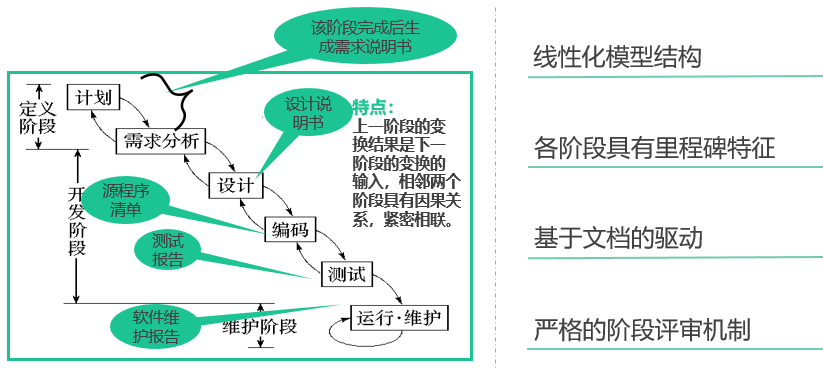 该阶段完成后生
成需求说明书
计划
定义
阶段
需求分析
设计说
明书
特点：
上一阶段的变
换结果是下一
阶段的变换的
输入，相邻两个
阶段具有因果关
系，紧密相联。
设计
开发阶段
源程序
清单
编码
测试
报告
测试
软件维
护报告
维护阶段
运行·维护
线性化模型结构
各阶段具有里程碑特征
基于文档的驱动
严格的阶段评审机制